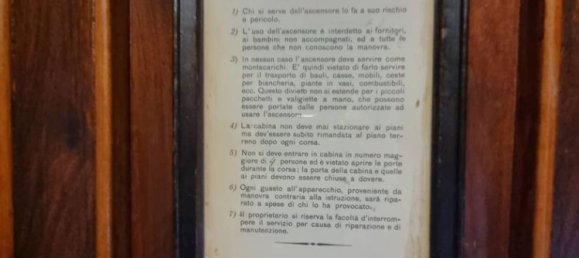 1) Chi si serve dell'ascensore lo fa a suo rischio
e pericolo.
2) L'uso dell'ascensore è interdetto ai fornitori,
ai bambini non accompagnati, ed a tutte le
persone che non conoscono la manovra.
3) In nessun caso l'ascensore deve servire come
montacarichi. E' quindi vietato di farlo servire
per il trasporto di bauli, casse, mobili, ceste
per biancheria, piante in vasi, combustibili,
ecc. Questo divieto non si estende per i piccoli
pacchetti e valigiette a mano, che possono
essere portate dalle persone autorizzate ad
usare l'ascensore.
4) La cabina non deve mai stazionare ai piani
ma dev'essere subito rimandata al piano ter-
reno dopo ogni corsa.
5) Non si deve entrare in cabina in numero mag-
giore di persone ed è vietato aprire le porte
durante la corsa; la porta della cabina e quelle
ai piani devono essere chiuse a dovere.
6) Ogni guasto all'apparecchio, proveniente da
manovra contraria alla istruzione, sarà ripa-
rato a spese di chi lo ha provocato.
7) Il proprietario si riserva la facoltà d'interrom-
pere il servizio per causa di riparazione e di
manutenzione.